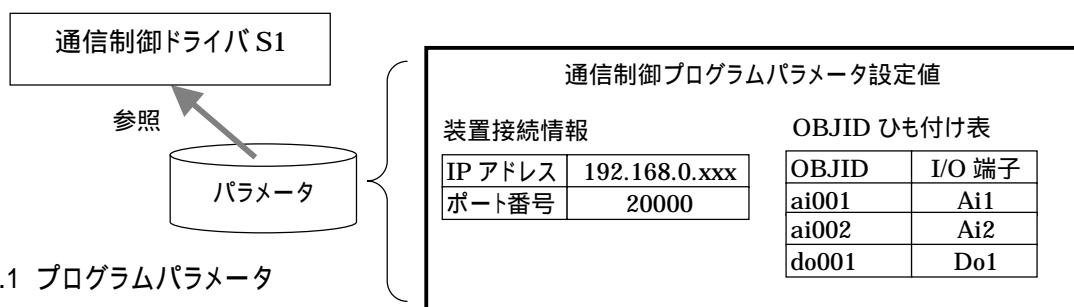 通信制御ドライバ S1
参照
パラメータ
.1 プログラムパラメータ
通信制御プログラムパラメータ設定値
装置接続情報
IP アドレス 192.168.0.xxx
ポート番号 20000
OBJID ひも付け表
OBJID I/O 端子
ai001 Ai1
ai002 Ai2
do001 Do1